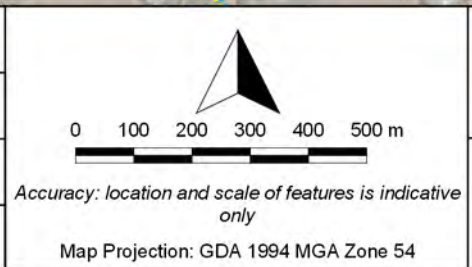 0 100 200 300 400 500 m
Accuracy: location and scale of features is indicative
only
Map Projection: GDA 1994 MGA Zone 54